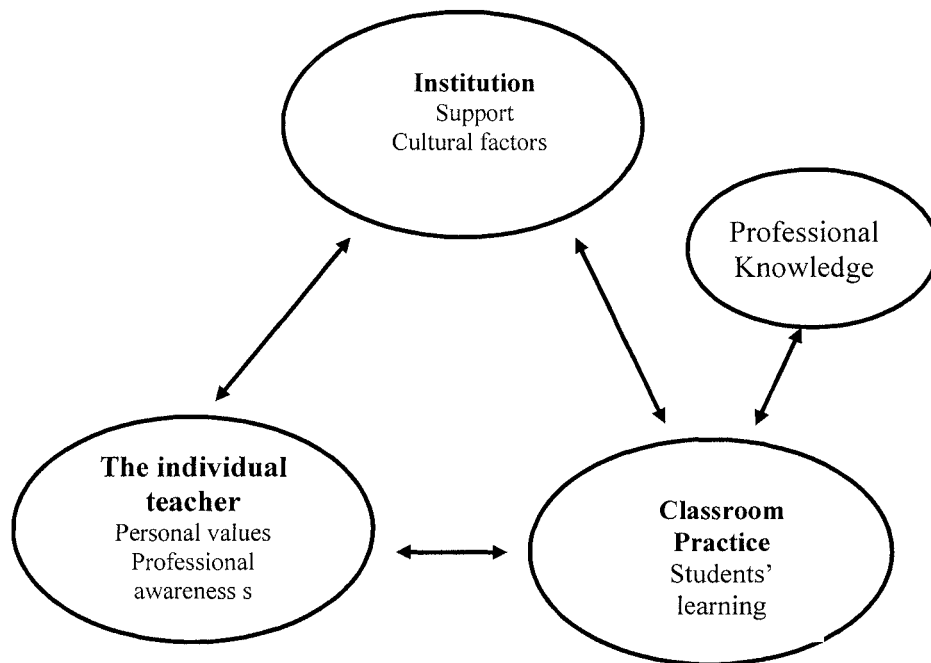 Institution
Support
Cultural factors
Professional
Knowledge
The individual
teacher
Personal values
Professional
awareness s
Classroom
Practice
Students’
learning